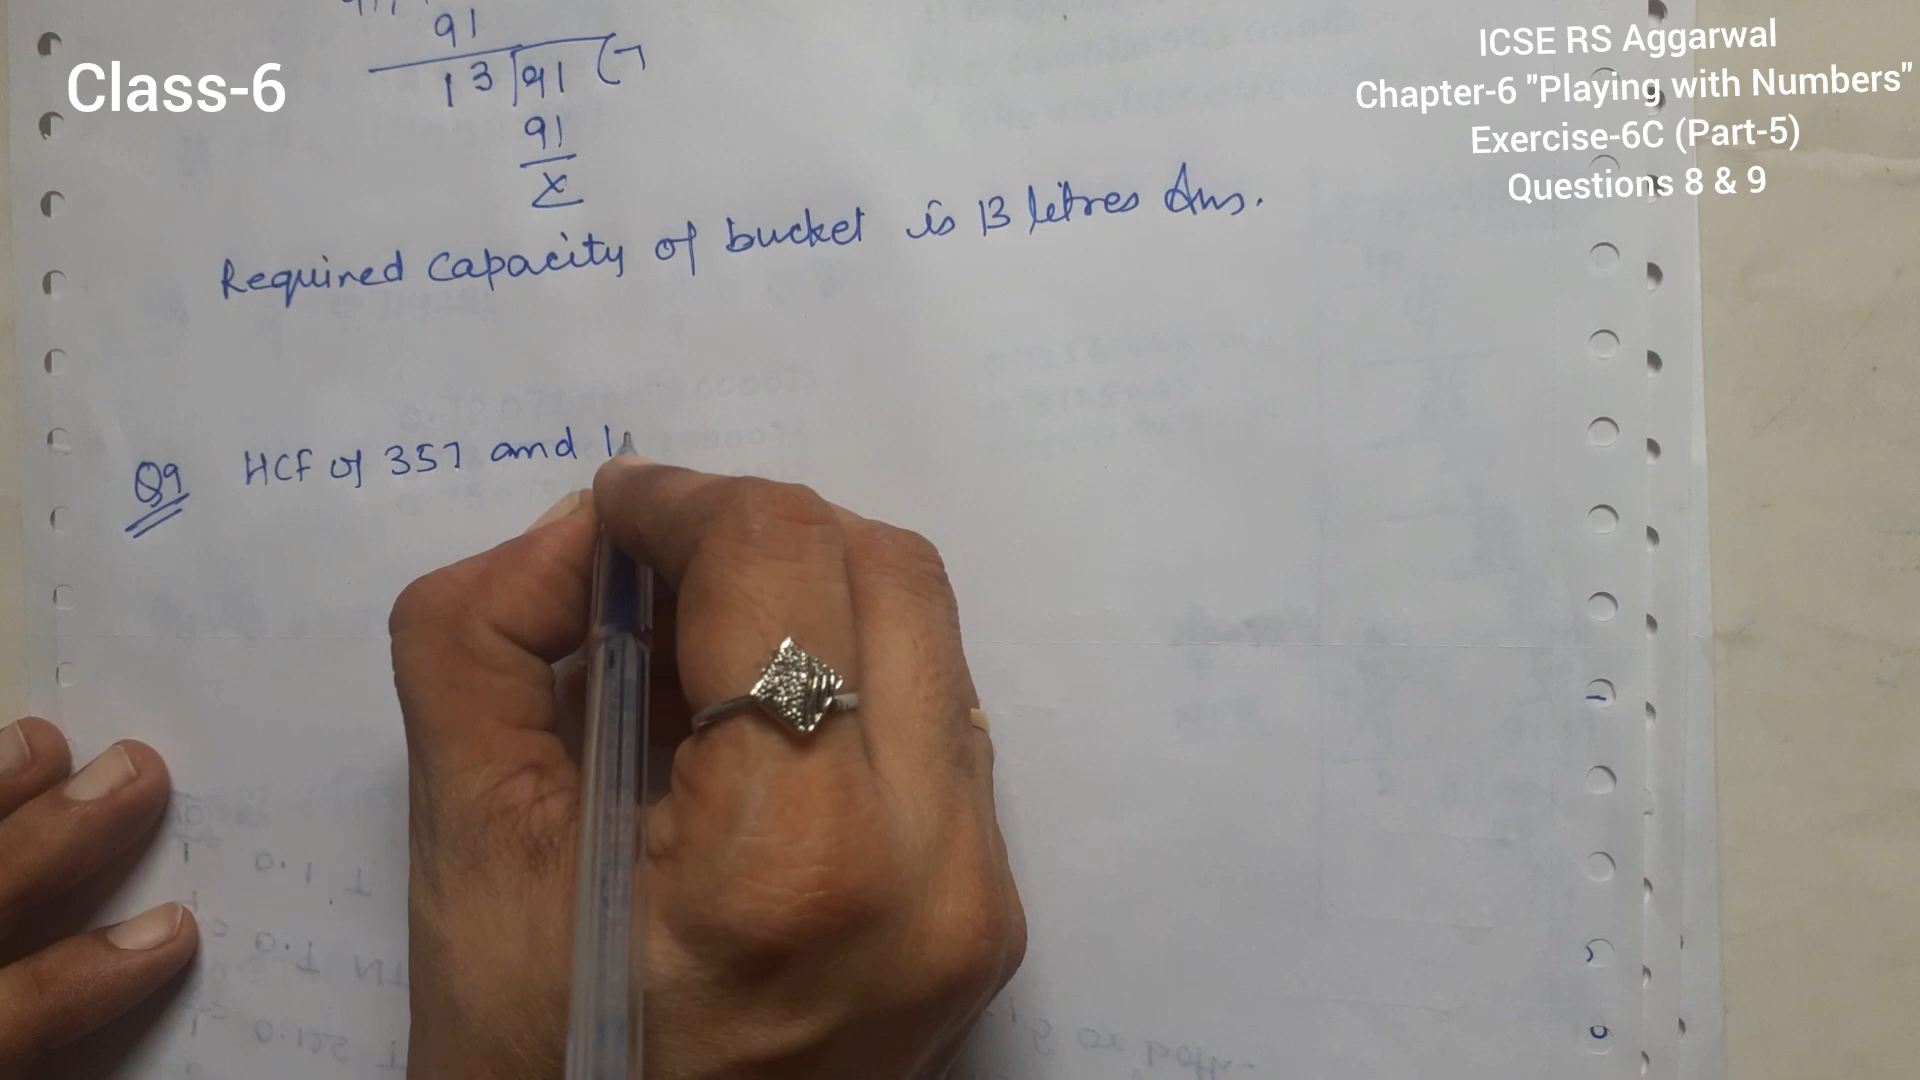 Class-6
ICSE RS Aggarwal
Chapter-6 "Playing with Numbers"
Exercise-6C (Part-5)
Questions 8 & 9
91
13 91 (7
91
x
Required Capacity of bucket is 13 litres Ans.
Q9 HCF of 357 and 1